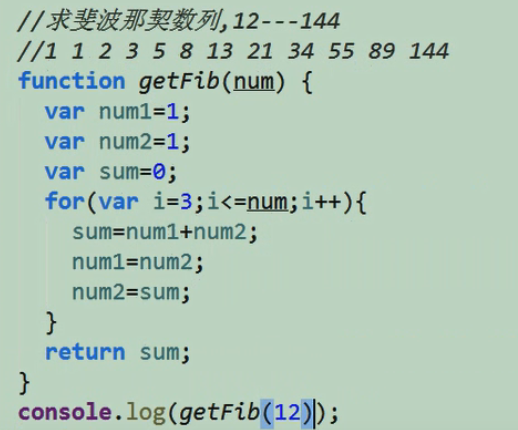 //求斐波那契数列,12---144
//1 1 2 3 5 8 13 21 34 55 89 144
function getFib(num) {
  var num1=1;
  var num2=1;
  var sum=0;
  for(var i=3;i<=num;i++){
    sum=num1+num2;
    num1=num2;
    num2=sum;
  }
  return sum;
}
console.log(getFib(12));